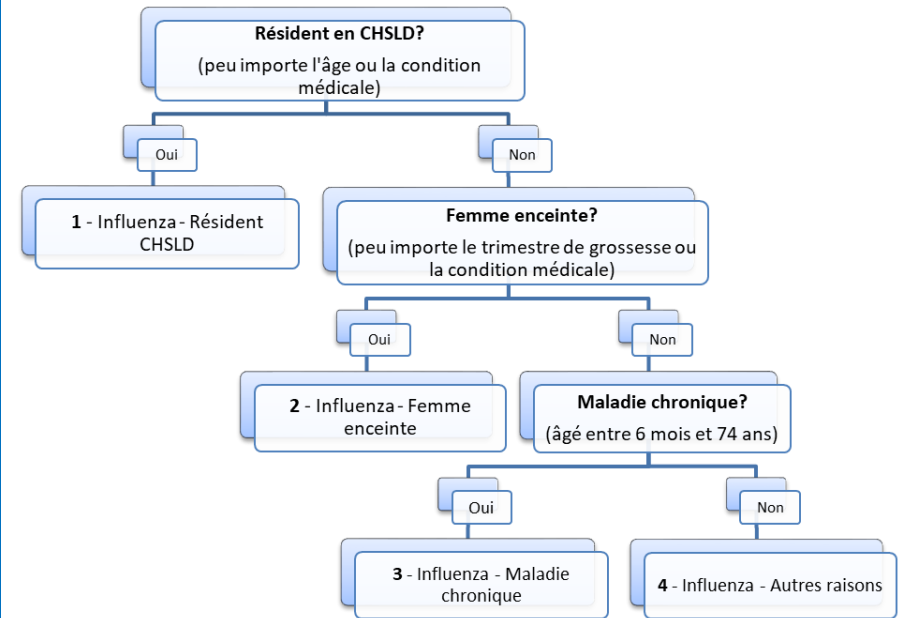 Résident en CHSLD?
(peu importe l'âge ou la condition
médicale)
Oui
Non
1 - Influenza - Résident
CHSLD
Femme enceinte?
(peu importe le trimestre de grossesse ou
la condition médicale)
Oui
Non
2 - Influenza - Femme
enceinte
Maladie chronique?
(âgé entre 6 mois et 74 ans)
Oui
Non
3 - Influenza - Maladie
chronique
4 - Influenza - Autres raisons